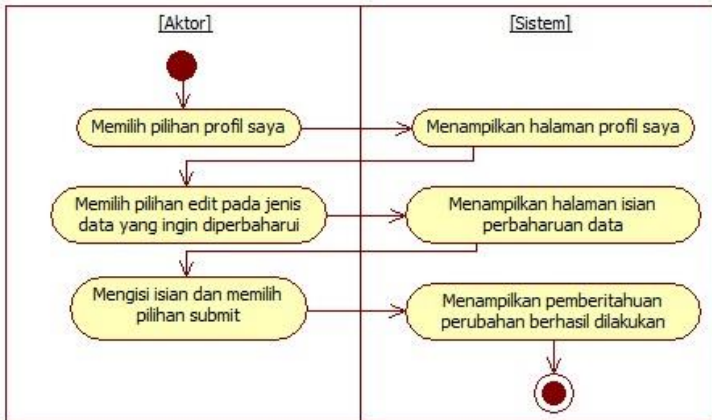 [Aktor]
[Sistem]
Memilih pilihan profil saya
Menampilkan halaman profil saya
Memilih pilihan edit pada jenis
data yang ingin diperbaharui
Menampilkan halaman isian
perbaharuan data
Mengisi isian dan memilih
pilihan submit
Menampilkan pemberitahuan
perubahan berhasil dilakukan